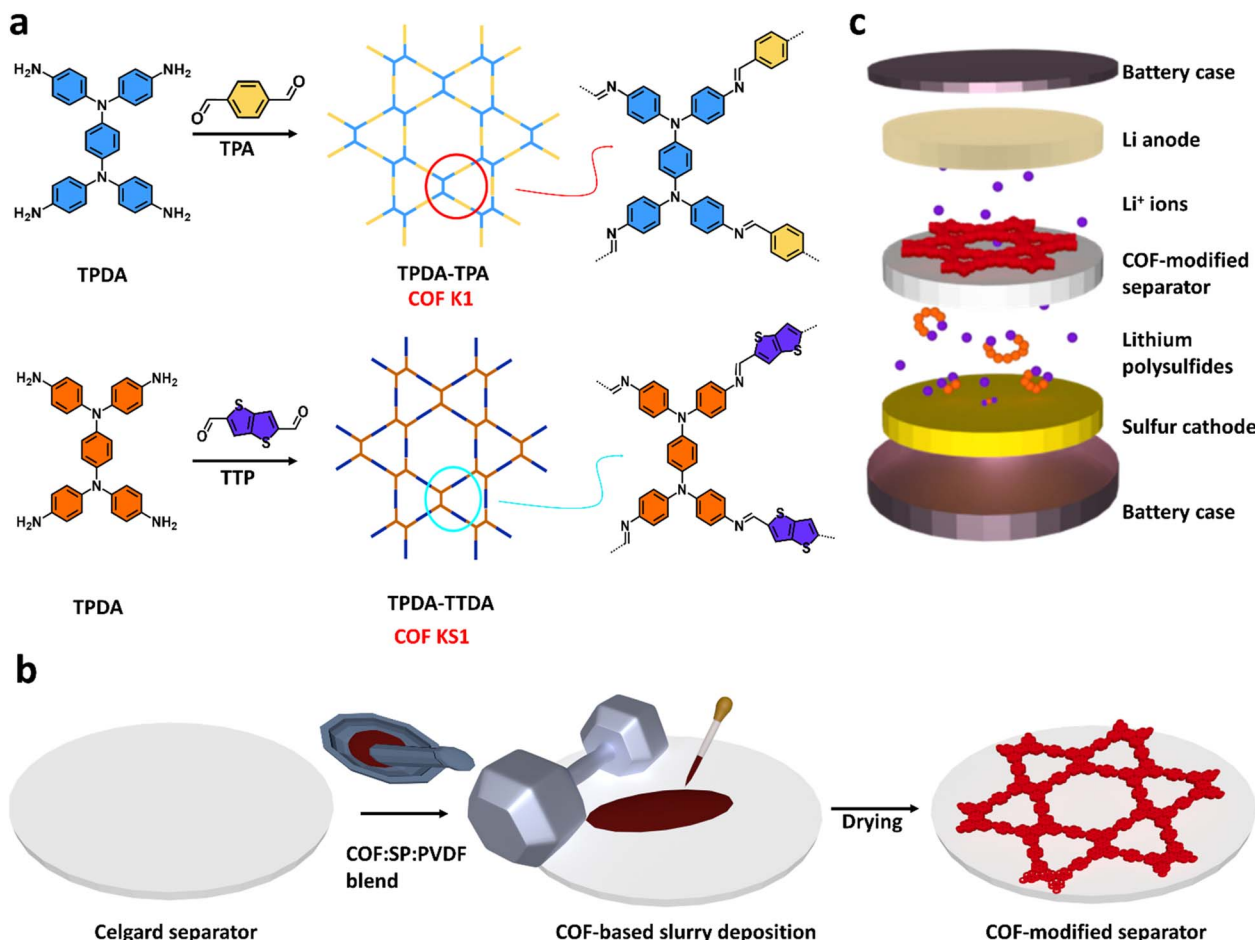 a
H₂N
NH₂
N
N
H₂N
NH₂
TPDA
O
O
TPA
TPDA-TPA
COF K1
N
N
N
N
N
N
H₂N
NH₂
N
N
H₂N
NH₂
TPDA
O
S
S
O
TTP
TPDA-TTDA
COF KS1
S
S
N
N
N
N
N
N
S
S
c
Battery case
Li anode
Li⁺ ions
COF-modified
separator
Lithium
polysulfides
Sulfur cathode
Battery case
b
Celgard separator
COF:SP:PVDF
blend
COF-based slurry deposition
Drying
COF-modified separator